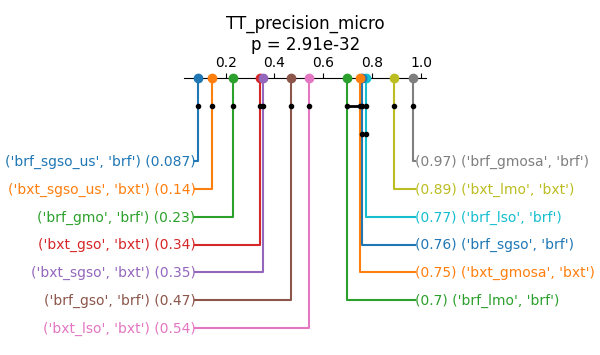 TT_precision_micro
p = 2.91e-32
0.2 0.4 0.6 0.8 1.0
('brf_sgso_us', 'brf') (0.087)
('bxt_sgso_us', 'bxt') (0.14)
('brf_gmo', 'brf') (0.23)
('bxt_gso', 'bxt') (0.34)
('bxt_sgso', 'bxt') (0.35)
('brf_gso', 'brf') (0.47)
('bxt_lso', 'bxt') (0.54)
(0.97) ('brf_gmosa', 'brf')
(0.89) ('bxt_lmo', 'bxt')
(0.77) ('brf_lso', 'brf')
(0.76) ('brf_sgso', 'brf')
(0.75) ('bxt_gmosa', 'bxt')
(0.7) ('brf_lmo', 'brf')